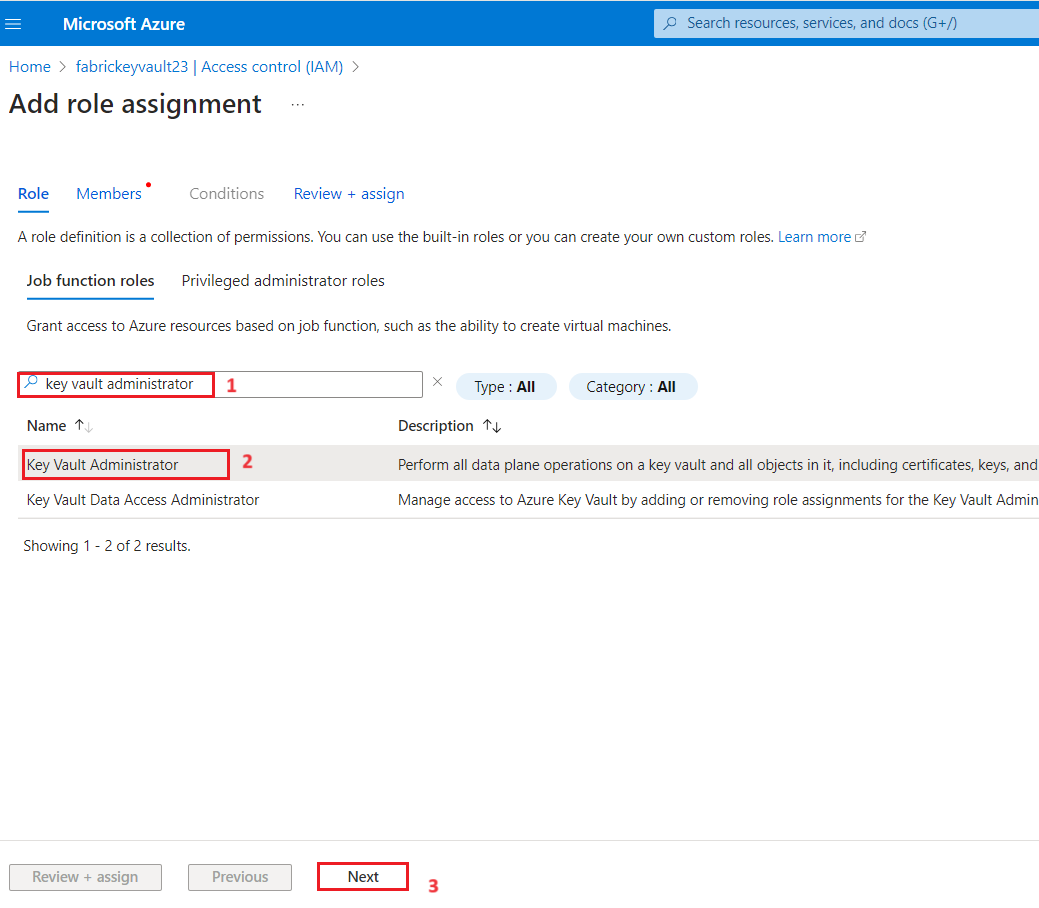 Microsoft Azure
Search resources, services, and docs (G+/)
Home > fabrickeyvault23 | Access control (IAM) >
Add role assignment ...
Role Members Conditions Review + assign
A role definition is a collection of permissions. You can use the built-in roles or you can create your own custom roles. Learn more
Job function roles Privileged administrator roles
Grant access to Azure resources based on job function, such as the ability to create virtual machines.
key vault administrator 1 Type : All Category : All
Name ↑↓ Description ↑↓
Key Vault Administrator 2 Perform all data plane operations on a key vault and all objects in it, including certificates, keys, and
Key Vault Data Access Administrator Manage access to Azure Key Vault by adding or removing role assignments for the Key Vault Admin
Showing 1 - 2 of 2 results.
Review + assign Previous Next 3